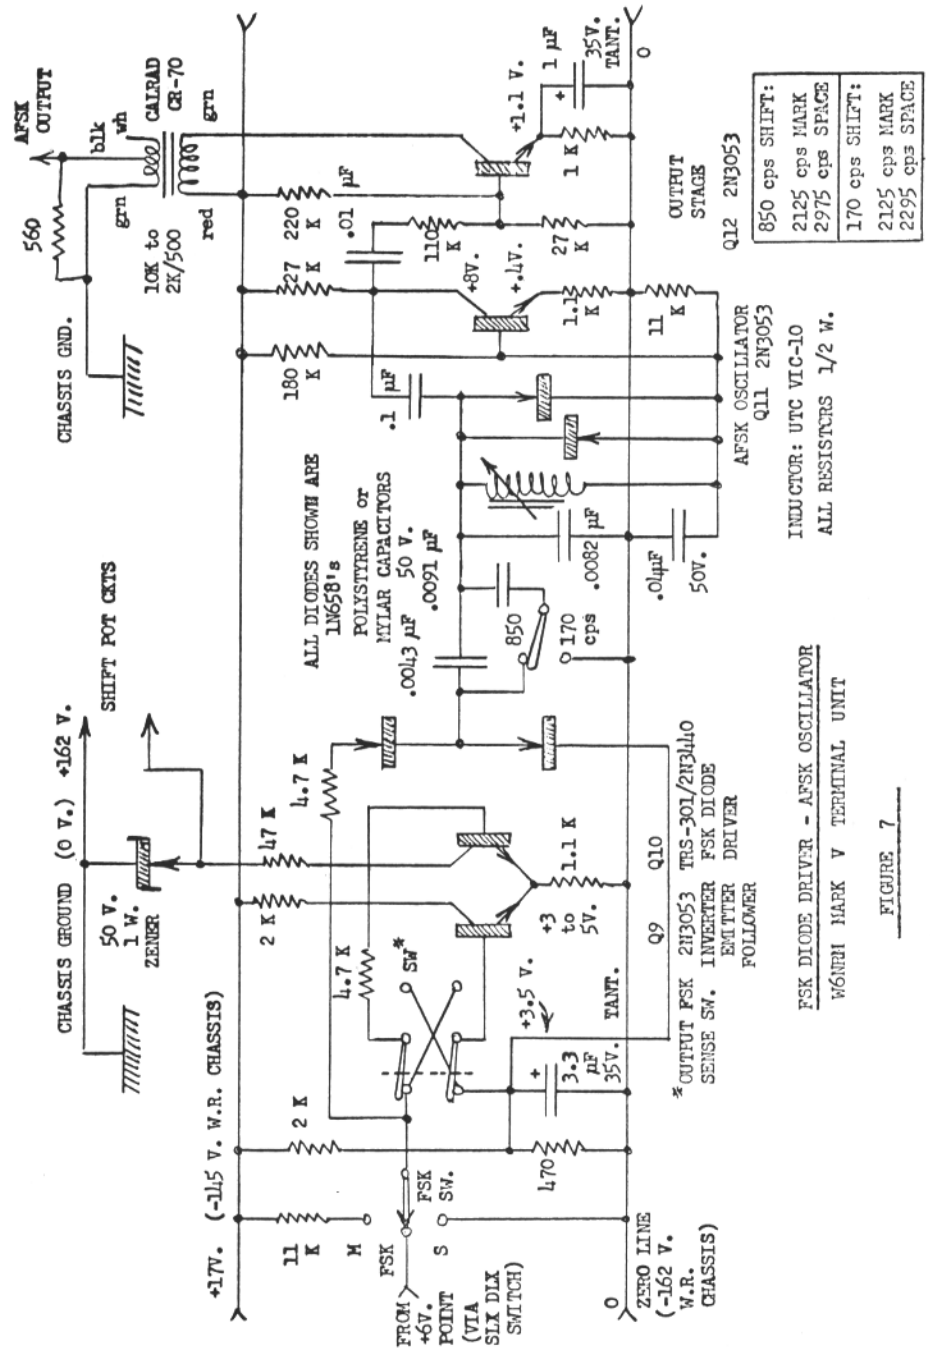 CHASSIS GROUND (0 V.) +162 V.
SHIFT POT CKTS
50 V.
1 W.
ZENER
CHASSIS GND.
560
AFSK
OUTPUT
blk
wh
grn
CALRAD
CR-70
10K to
2K/500
red
grn
+17V. (-145 V. W.R. CHASSIS)
11
K
M
FSK
S
FSK
SW.
FROM
+6V.
POINT
(VIA
SLX DLX
SWITCH)
2 K
470
4.7 K
SW*
2 K
47 K
4.7 K
+3
to
5V.
1.1 K
+3.5 V.
+
3.3
µF
35V.
TANT.
0
ZERO LINE
(-162 V.
W.R.
CHASSIS)
ALL DIODES SHOWN ARE
1N658's
POLYSTYRENE or
MYLAR CAPACITORS
50 V.
.0043 µF
.0091 µF
850
170
cps
.0082 µF
.04µF
50V.
.1
µF
180
K
27
K
.01
µF
220
K
110
K
+8V.
+.4V.
1.1
K
11
K
27
K
+1.1 V.
1 K
+
1 µF
35V.
TANT.
0
OUTPUT
STAGE
Q12 2N3053
Q9 Q10
*OUTPUT FSK 2N3053 TRS-301/2N3440
SENSE SW. INVERTER FSK DIODE
EMITTER DRIVER
FOLLOWER
AFSK OSCILLATOR
Q11 2N3053
INDUCTOR: UTC VIC-10
ALL RESISTORS 1/2 W.
850 cps SHIFT:
2125 cps MARK
2975 cps SPACE
170 cps SHIFT:
2125 cps MARK
2295 cps SPACE
FSK DIODE DRIVER - AFSK OSCILLATOR
W6NRM MARK V TERMINAL UNIT
FIGURE 7